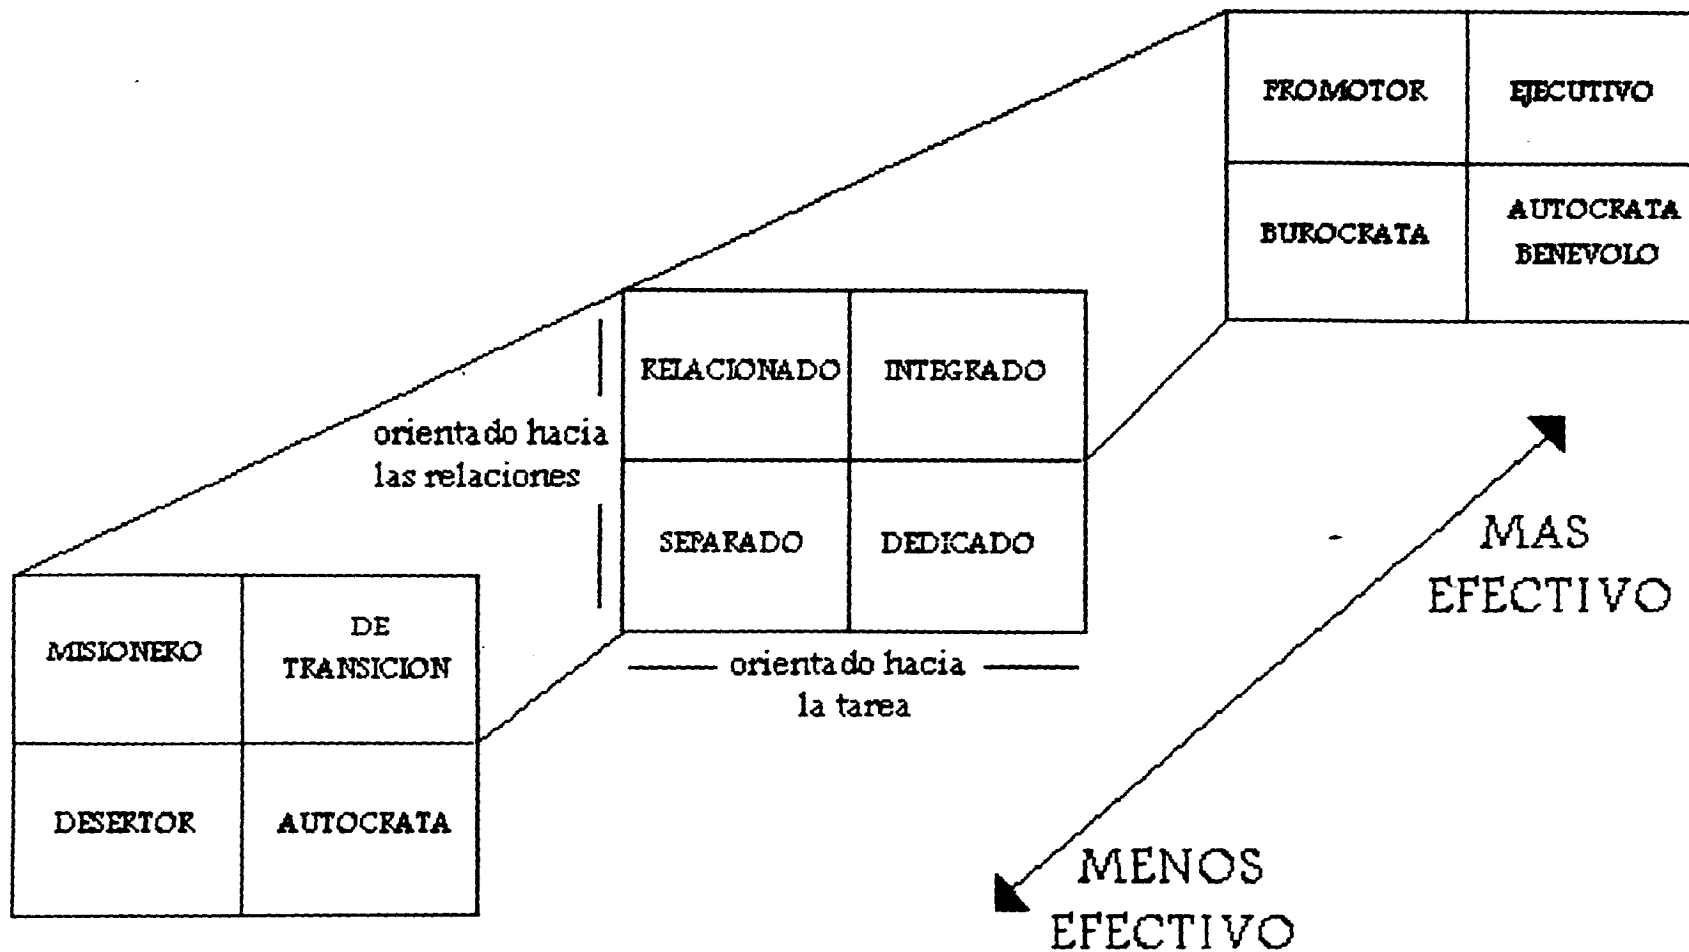 PROMOTOR
EJECUTIVO
BUROCRATA
AUTOCRATA
BENEVOLO
RELACIONADO
INTEGRADO
orientado hacia
las relaciones
SEPARADO
DEDICADO
orientado hacia
la tarea
MISIONERO
DE
TRANSICION
DESERTOR
AUTOCRATA
MAS
EFECTIVO
MENOS
EFECTIVO